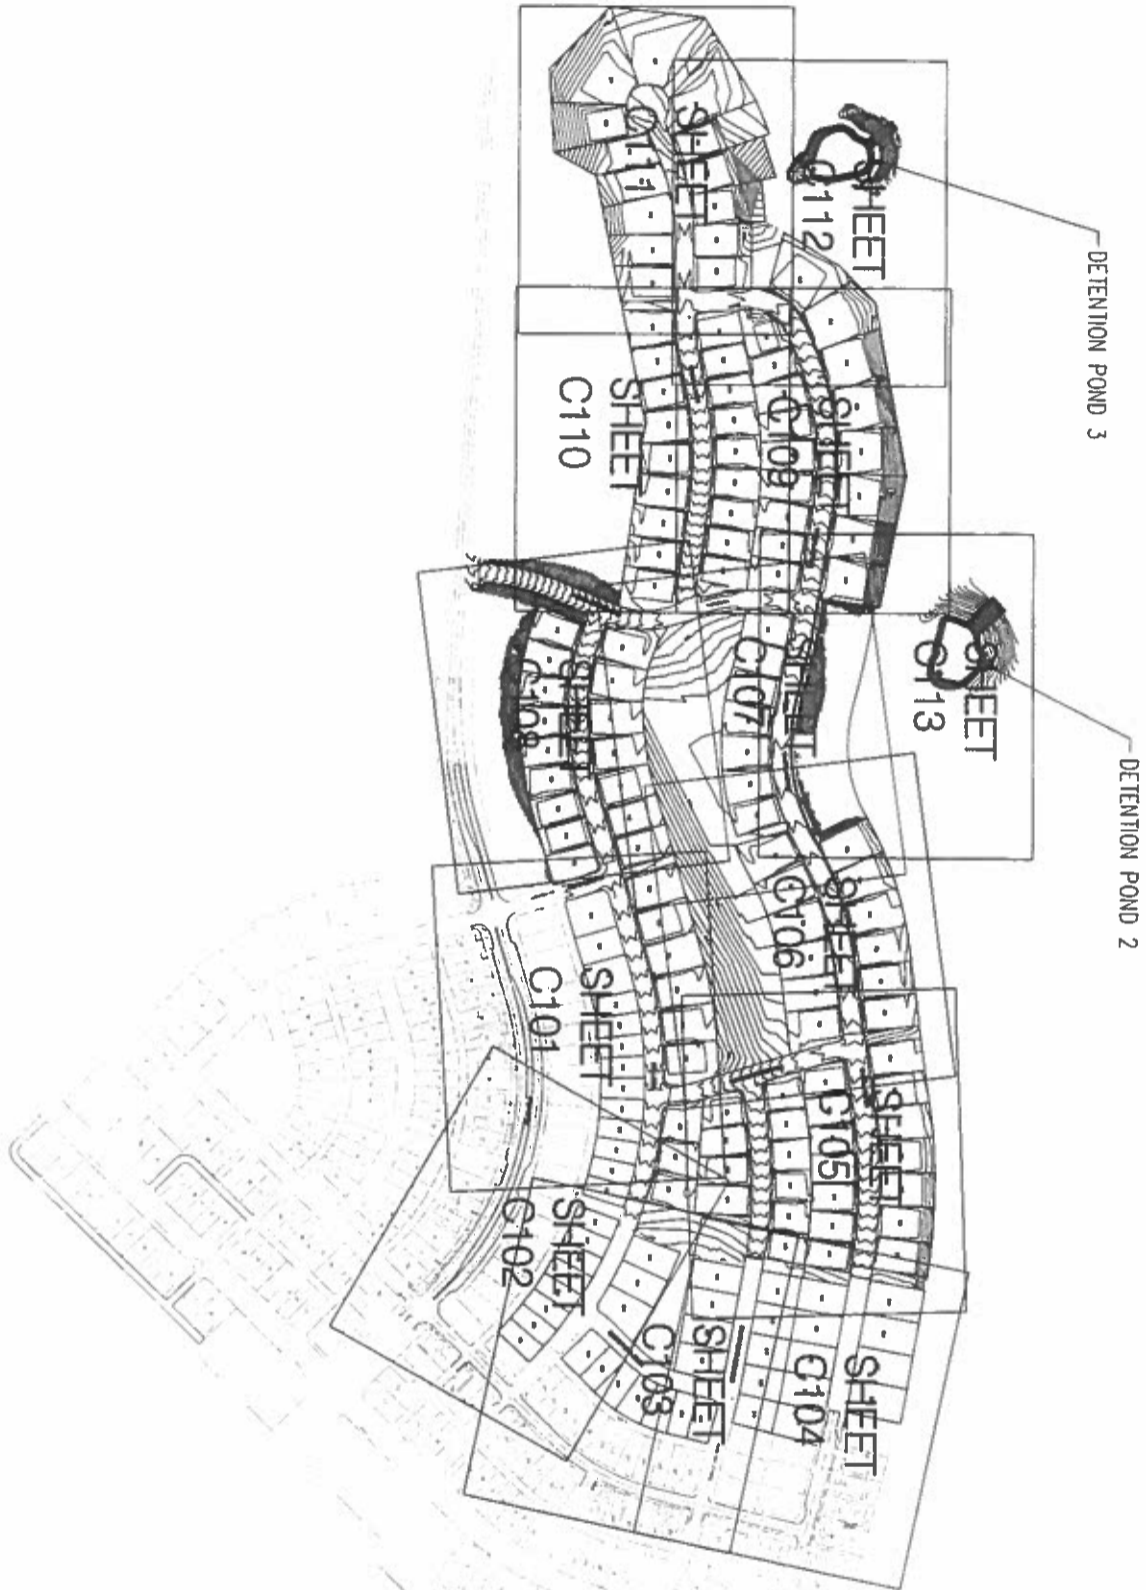 SHEET
C111
SHEET
C112
DETENTION POND 3
SHEET
C110
SHEET
C109
SHEET
C113
DETENTION POND 2
SHEET
C107
SHEET
C108
SHEET
C106
SHEET
C101
SHEET
C105
SHEET
C102
SHEET
C103
SHEET
C104